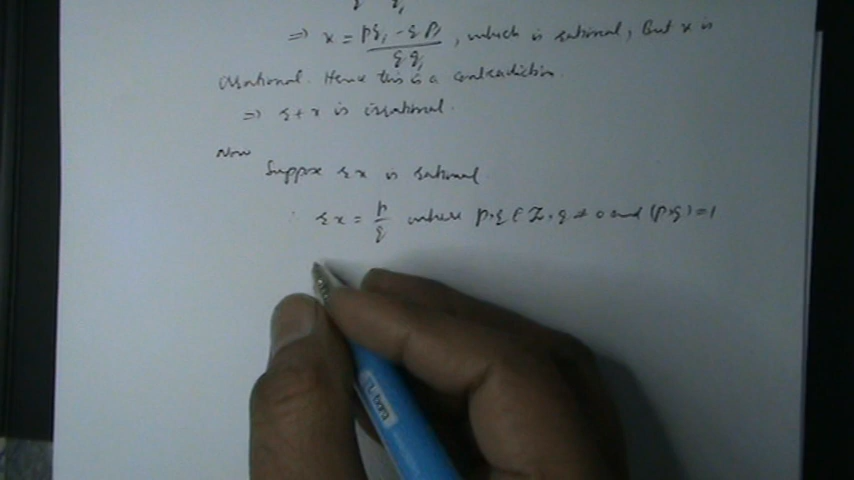 q q₁
⇒ x = (pq₁ - qp₁)/(qq₁), which is rational, But x is
irrational. Hence this is a contradiction.
⇒ r+x is irrational.
Now
Suppose rx is rational
∴ rx = p/q where p, q ∈ Z, q ≠ 0 and (p,q)=1